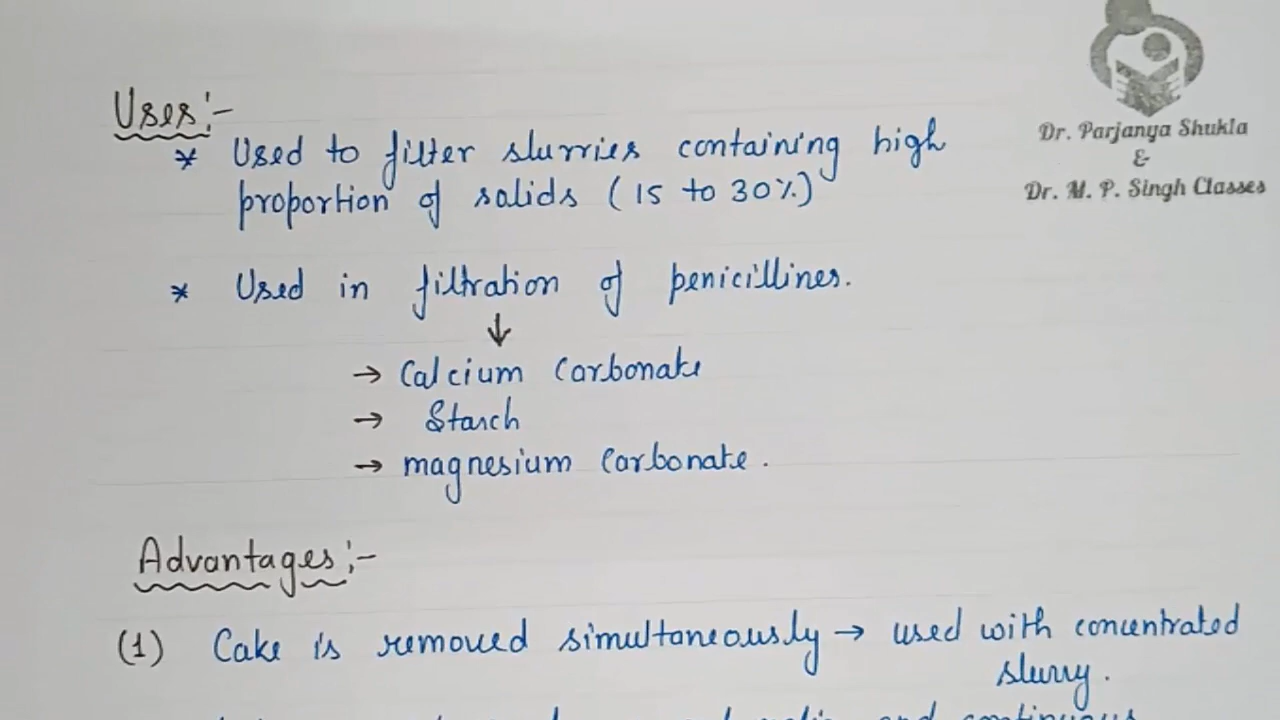 Dr. Parjanya Shukla
&
Dr. M. P. Singh Classes
Uses:-
* Used to filter slurries containing high
proportion of solids (15 to 30%)
* Used in filtration of penicillines.
↓
→ Calcium Carbonate
→ Starch
→ magnesium Carbonate.
Advantages:-
(1) Cake is removed simultaneously → used with concentrated
slurry.
and continuous